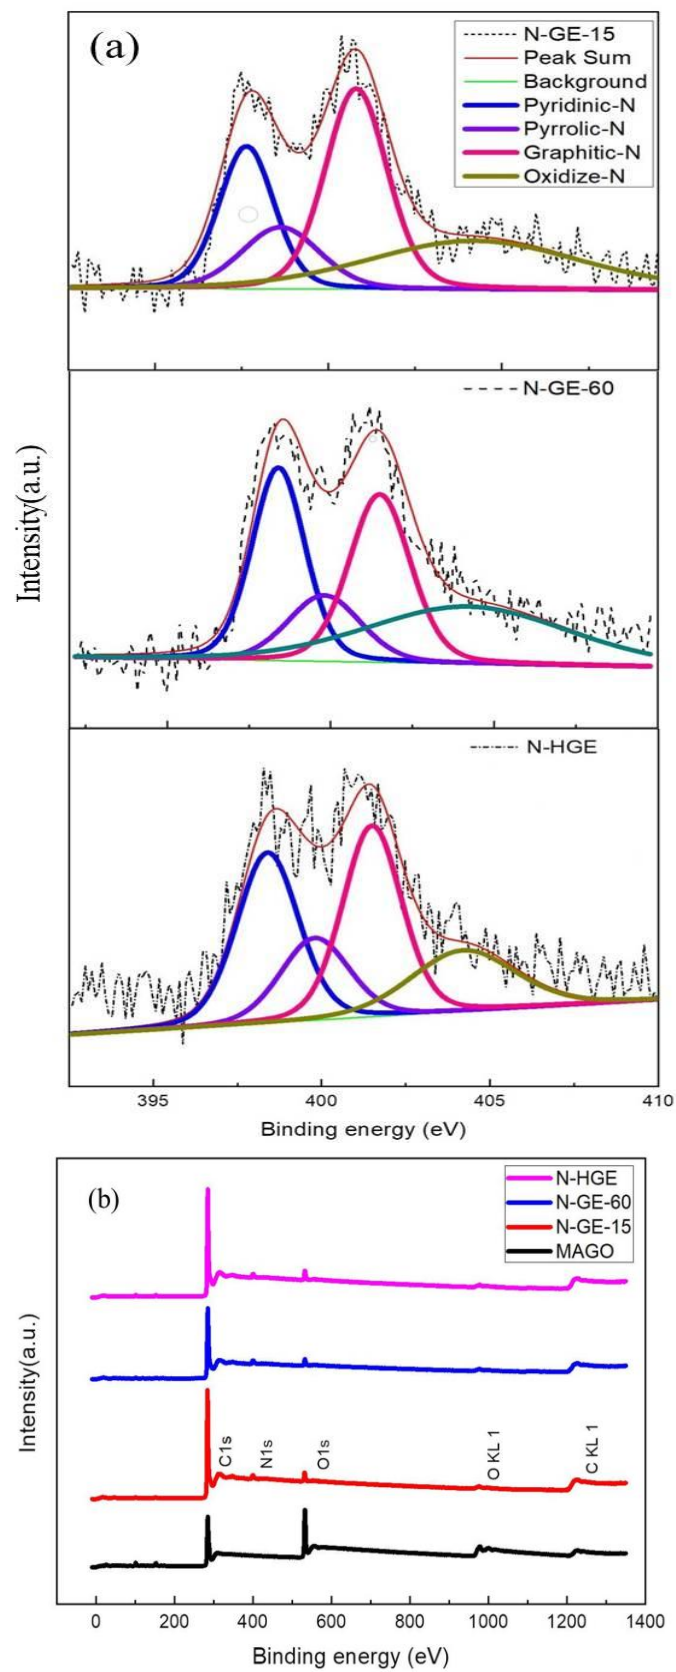 (a)
N-GE-15
Peak Sum
Background
Pyridinic-N
Pyrrolic-N
Graphitic-N
Oxidize-N
N-GE-60
Intensity(a.u.)
N-HGE
395 400 405 410
Binding energy (eV)
(b)
N-HGE
N-GE-60
N-GE-15
MAGO
Intensity(a.u.)
C1s
N1s
O1s
O KL 1
C KL 1
0 200 400 600 800 1000 1200 1400
Binding energy (eV)